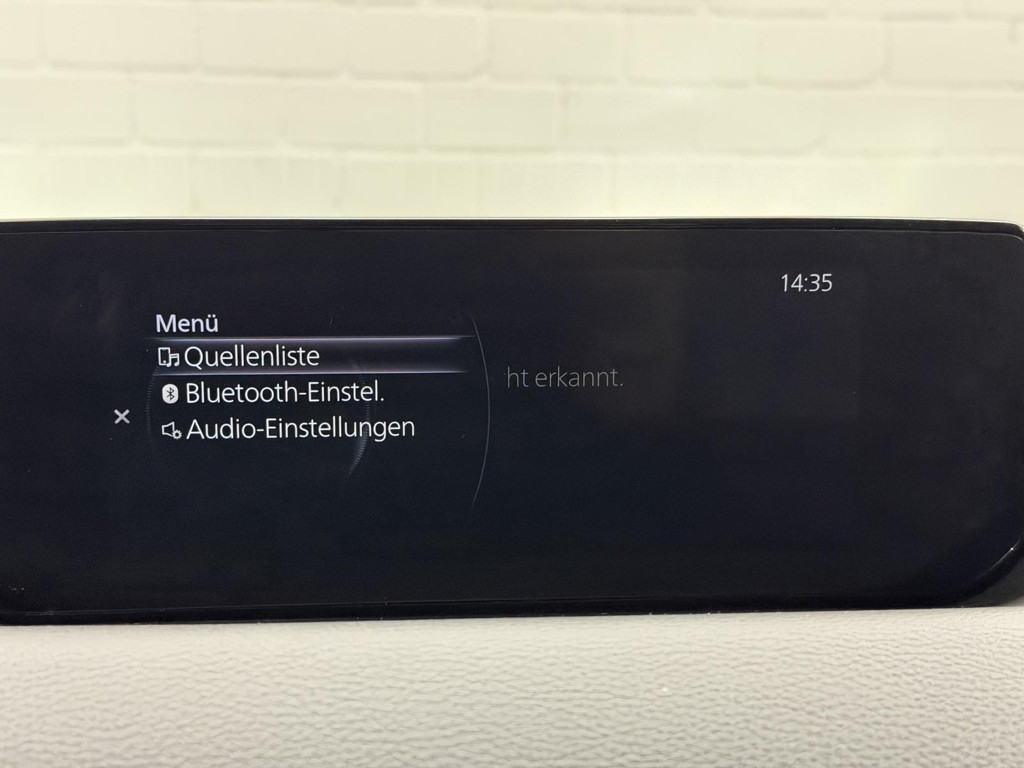 14:35
Menü
Quellenliste
ht erkannt.
Bluetooth-Einstel.
Audio-Einstellungen